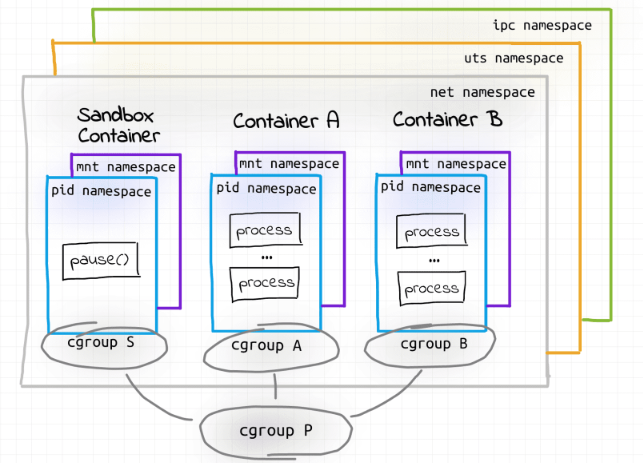 ipc namespace
uts namespace
net namespace
Sandbox
Container
Container A
Container B
mnt namespace
mnt namespace
mnt namespace
pid namespace
pid namespace
pid namespace
pause()
process
...
process
process
...
process
cgroup S
cgroup A
cgroup B
cgroup P